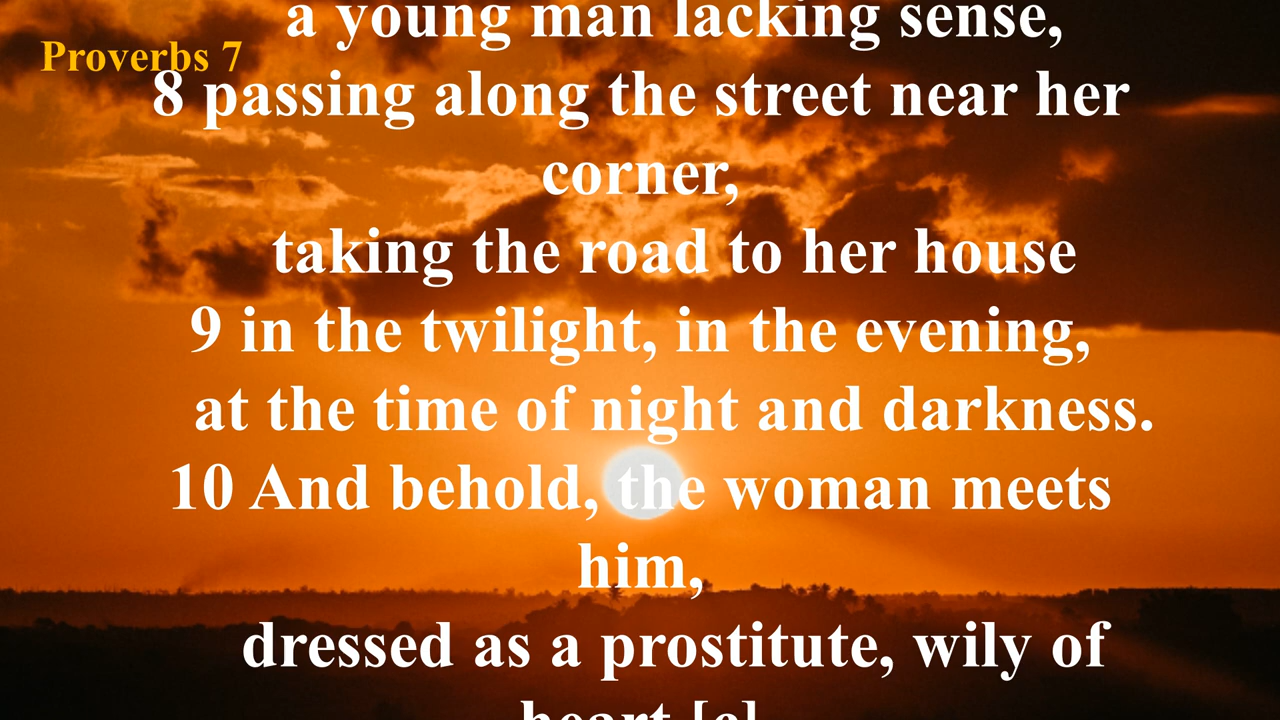 a young man lacking sense,
Proverbs 7
8 passing along the street near her
corner,
taking the road to her house
9 in the twilight, in the evening,
at the time of night and darkness.
10 And behold, the woman meets
him,
dressed as a prostitute, wily of
heart.[c]